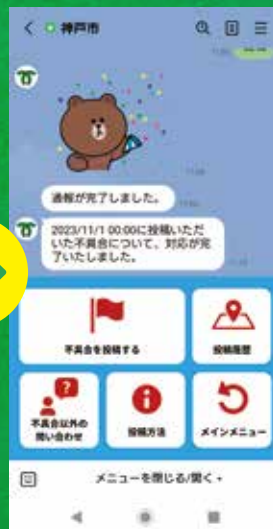 神戸市
通報が完了しました。
2023/11/1 00:00に投稿いただ
いた不具合について、対応が完
了いたしました。
不具合を投稿する
投稿履歴
不具合以外の
問い合わせ
投稿方法
メインメニュー
メニューを閉じる/開く